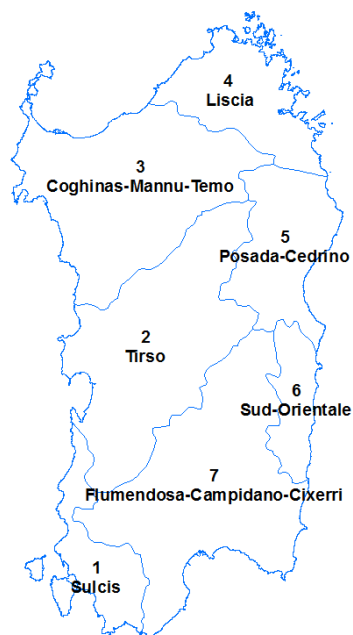 4
Liscia
3
Coghinas-Mannu-Temo
5
Posada-Cedrino
2
Tirso
6
Sud-Orientale
7
Flumendosa-Campidano-Cixerri
1
Sulcis